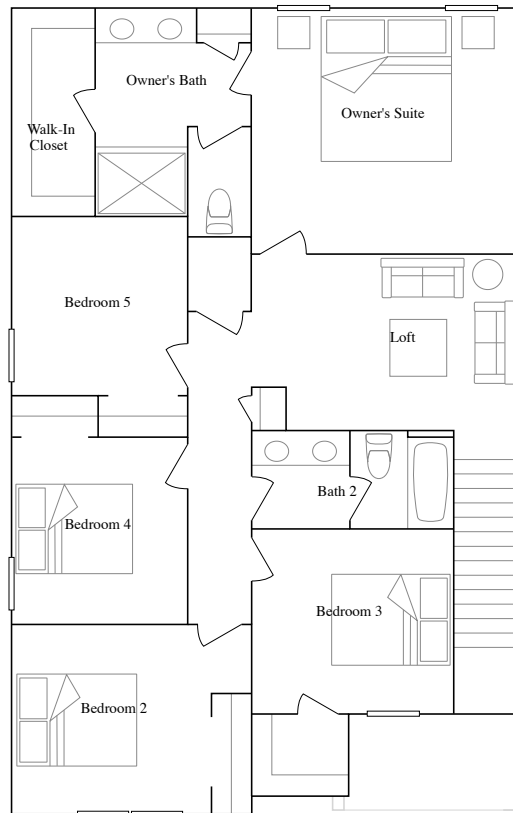 Owner's Bath
Owner's Suite
Walk-In
Closet
Bedroom 5
Loft
Bath 2
Bedroom 4
Bedroom 3
Bedroom 2